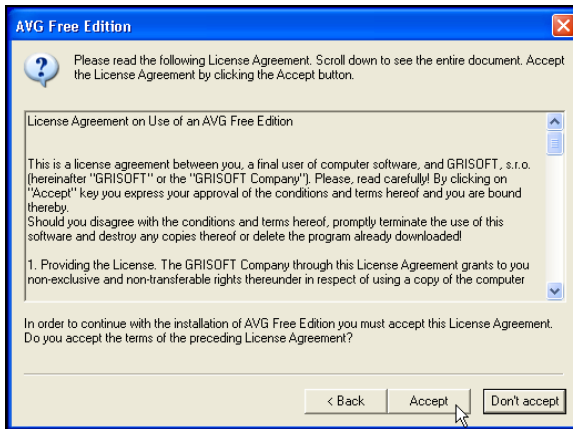 AVG Free Edition
Please read the following License Agreement. Scroll down to see the entire document. Accept
the License Agreement by clicking the Accept button.
License Agreement on Use of an AVG Free Edition
This is a license agreement between you, a final user of computer software, and GRISOFT, s.r.o.
(hereinafter "GRISOFT" or the "GRISOFT Company"). Please, read carefully! By clicking on
"Accept" key you express your approval of the conditions and terms hereof and you are bound
thereby.
Should you disagree with the conditions and terms hereof, promptly terminate the use of this
software and destroy any copies thereof or delete the program already downloaded!
1. Providing the License. The GRISOFT Company through this License Agreement grants to you
non-exclusive and non-transferable rights thereunder in respect of using a copy of the computer
In order to continue with the installation of AVG Free Edition you must accept this License Agreement.
Do you accept the terms of the preceding License Agreement?
< Back Accept Don't accept